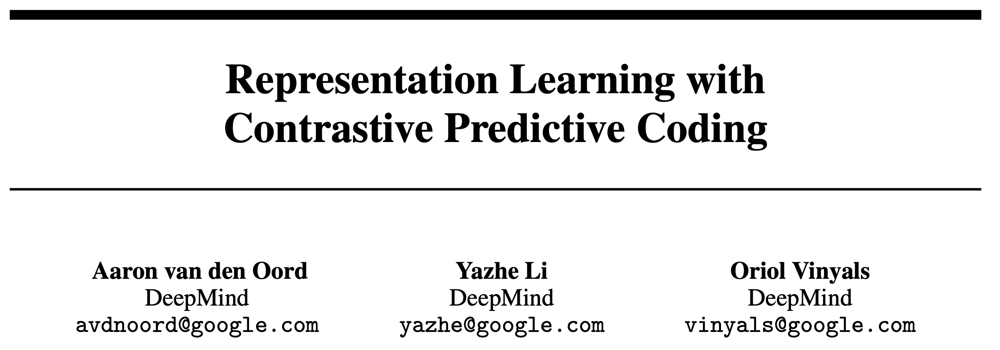 Representation Learning with
Contrastive Predictive Coding
Aaron van den Oord
DeepMind
avdnoord@google.com
Yazhe Li
DeepMind
yazhe@google.com
Oriol Vinyals
DeepMind
vinyals@google.com